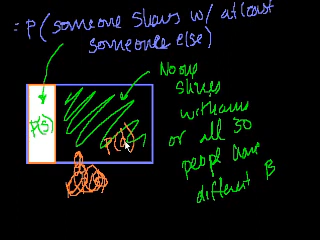 = P(someone shares w/ at least
someone else)
No one
shares
with anyone
or all 30
people have
different B
P(S)
P(d)